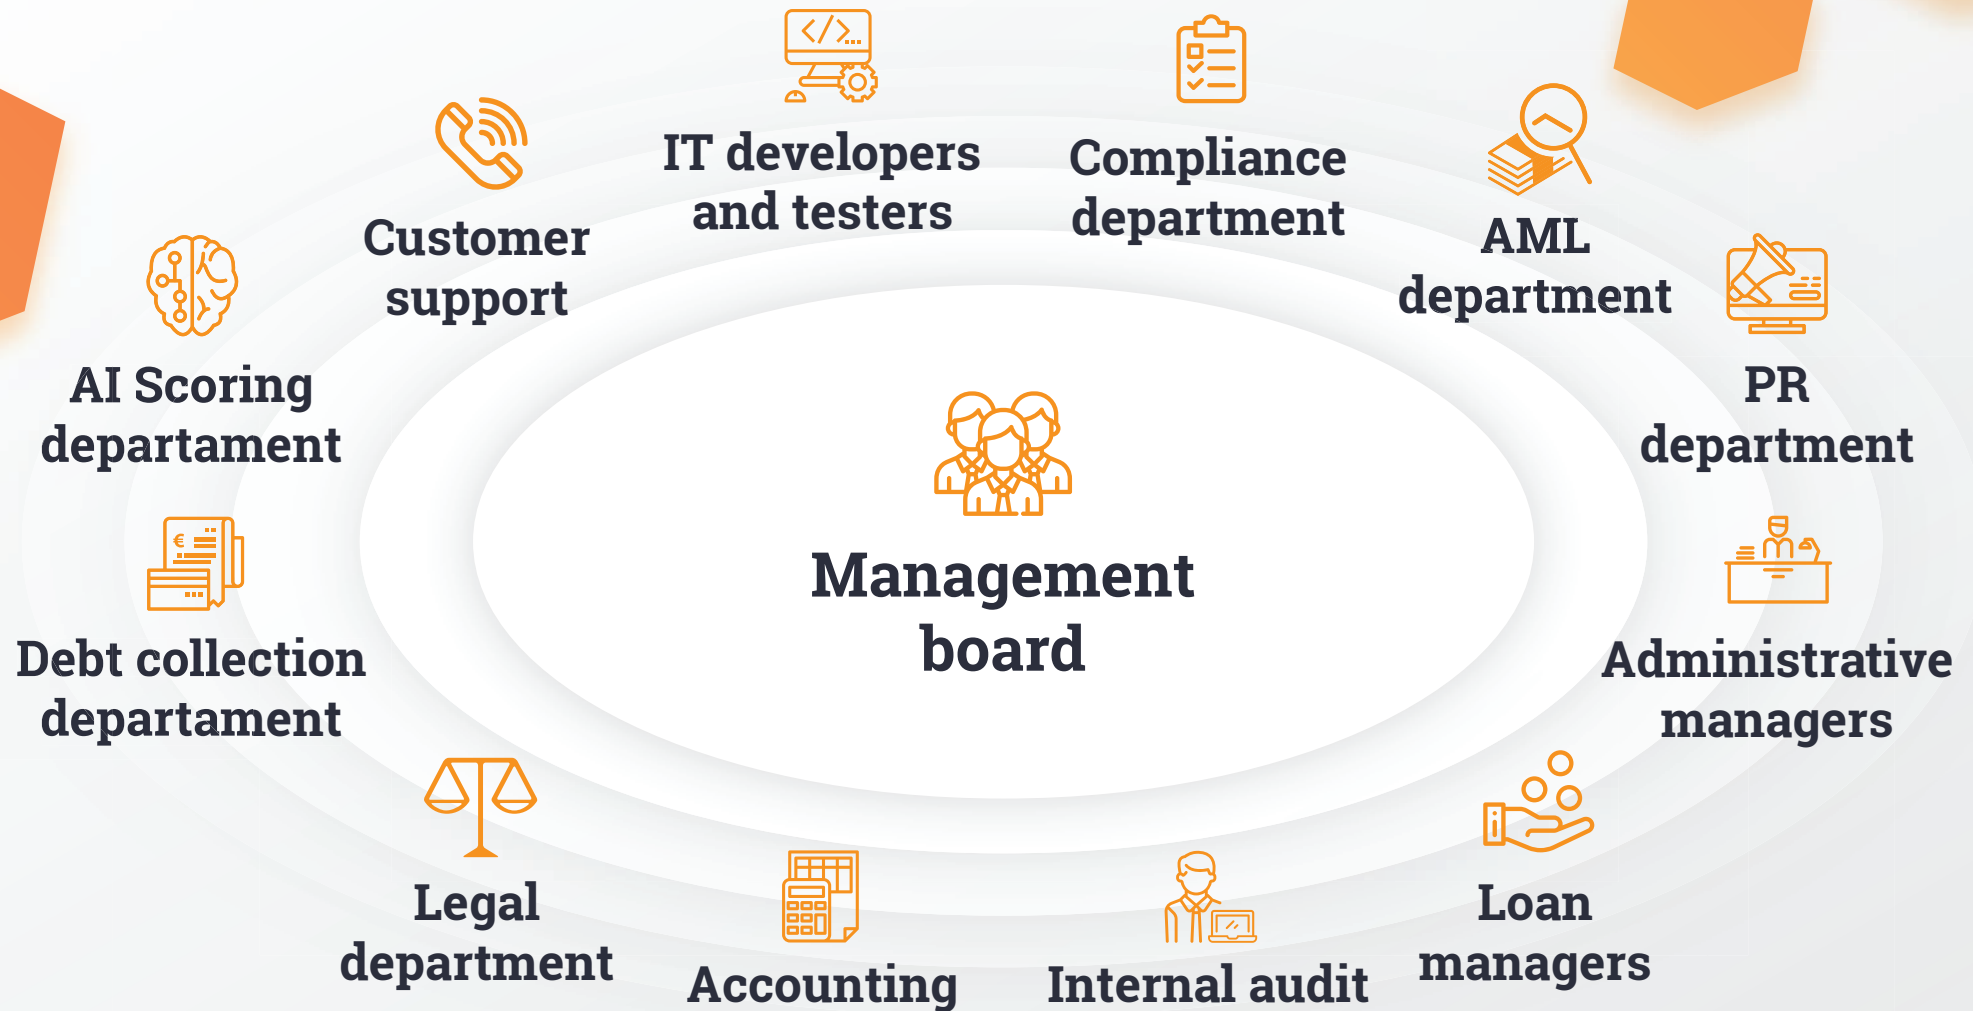 IT developers
and testers
Compliance
department
Customer
support
AML
department
AI Scoring
departament
PR
department
Management
board
Debt collection
departament
Administrative
managers
Legal
department
Loan
managers
Accounting
Internal audit